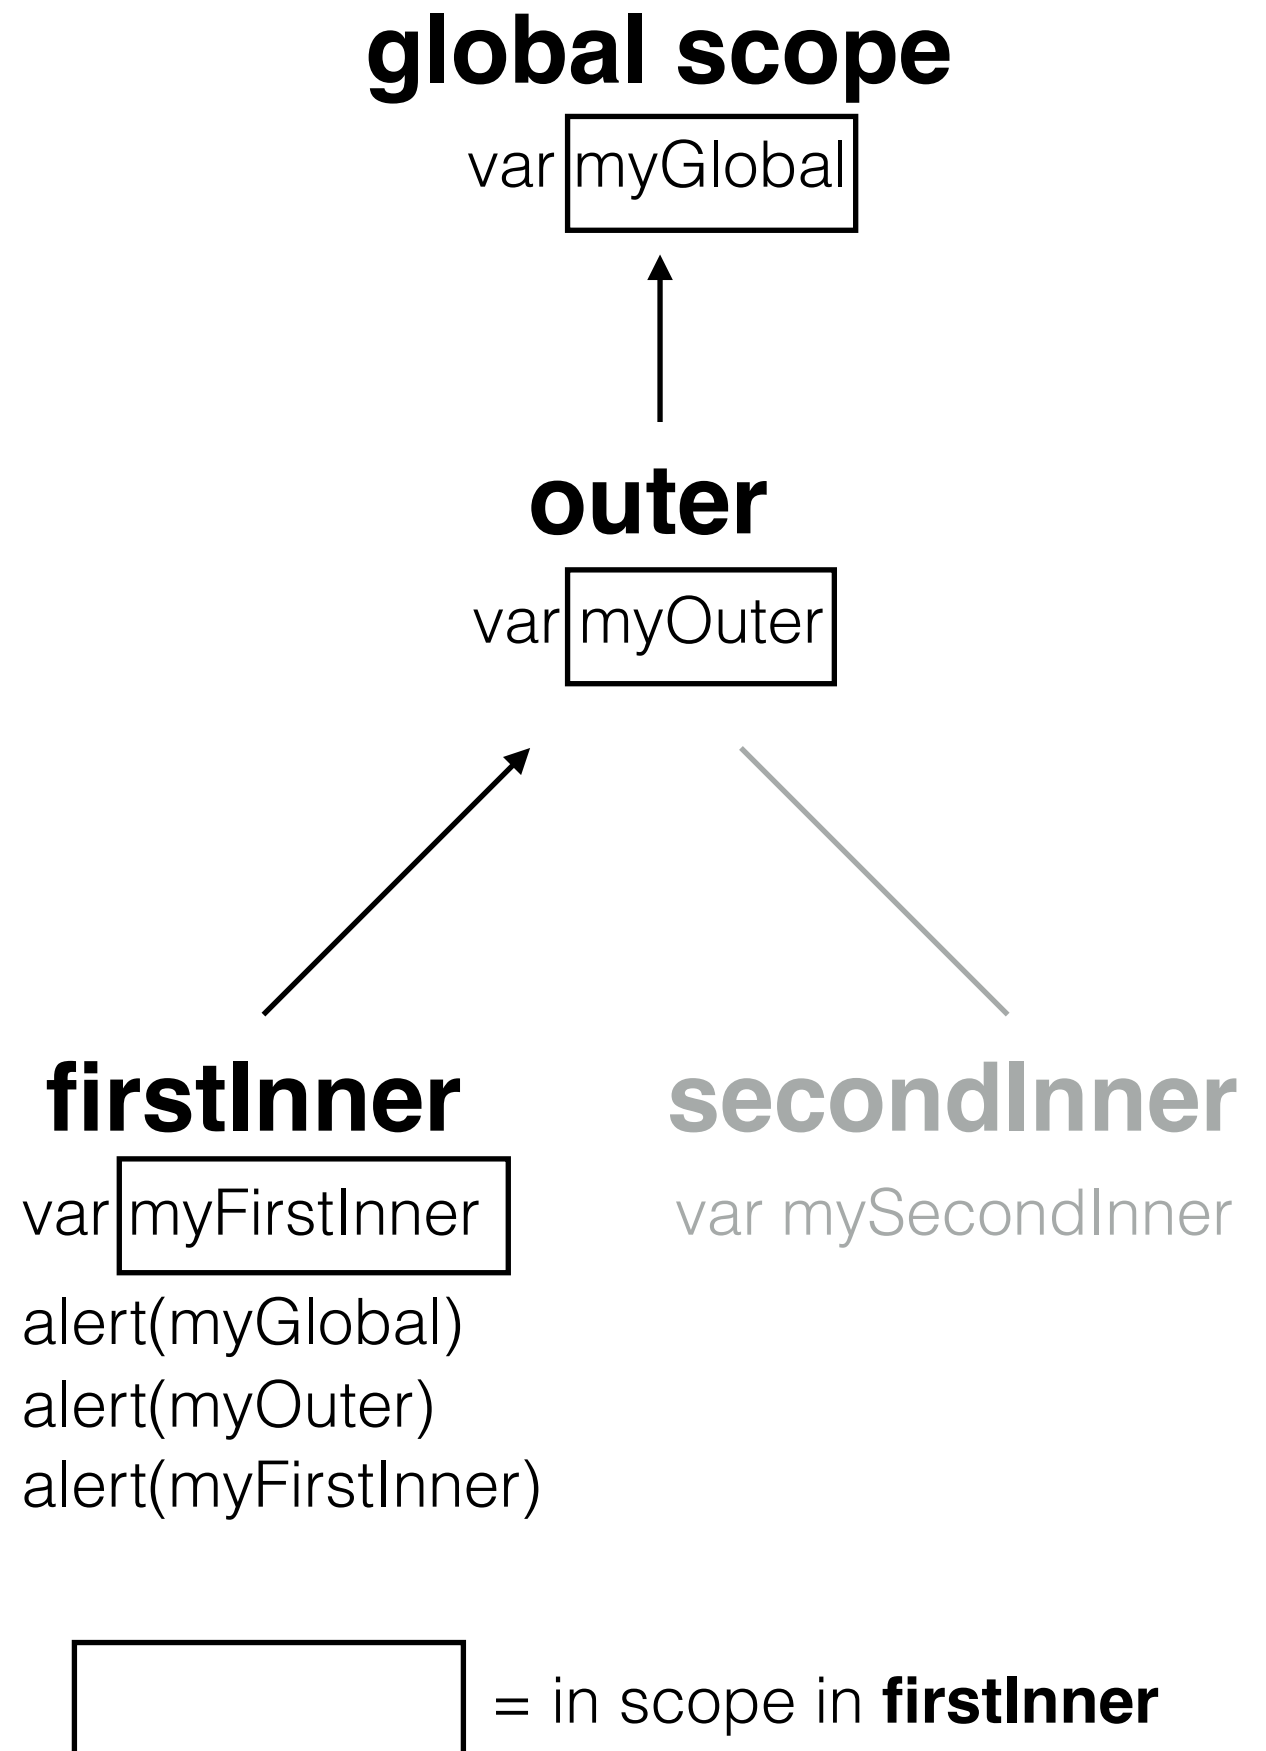 global scope
var myGlobal
outer
var myOuter
firstInner
secondInner
var myFirstInner
var mySecondInner
alert(myGlobal)
alert(myOuter)
alert(myFirstInner)
= in scope in firstInner